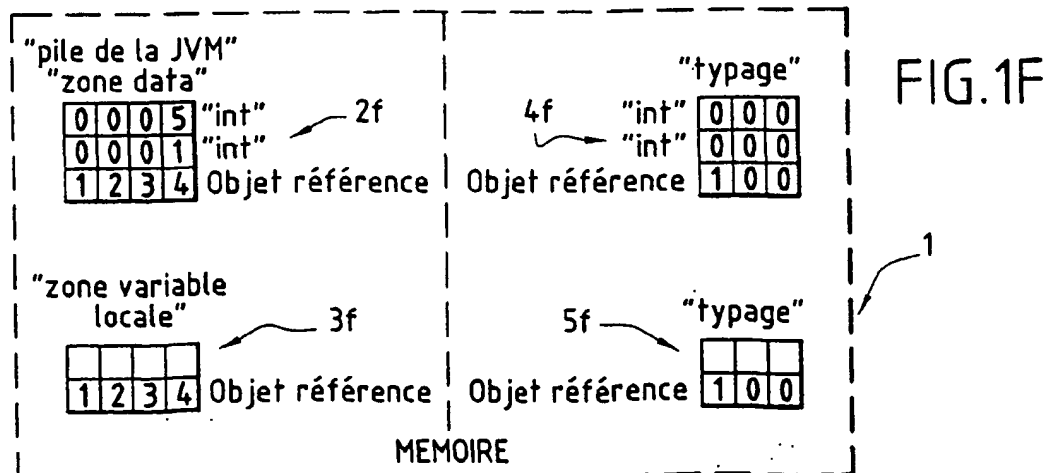 FIG.1F
"pile de la JVM"
"zone data"
0 0 0 5 "int"
0 0 0 1 "int"
1 2 3 4 Objet référence
2f
"typage"
4f
"int" 0 0 0
"int" 0 0 0
Objet référence 1 0 0
1
"zone variable
locale"
3f
1 2 3 4 Objet référence
"typage"
5f
Objet référence 1 0 0
MEMOIRE